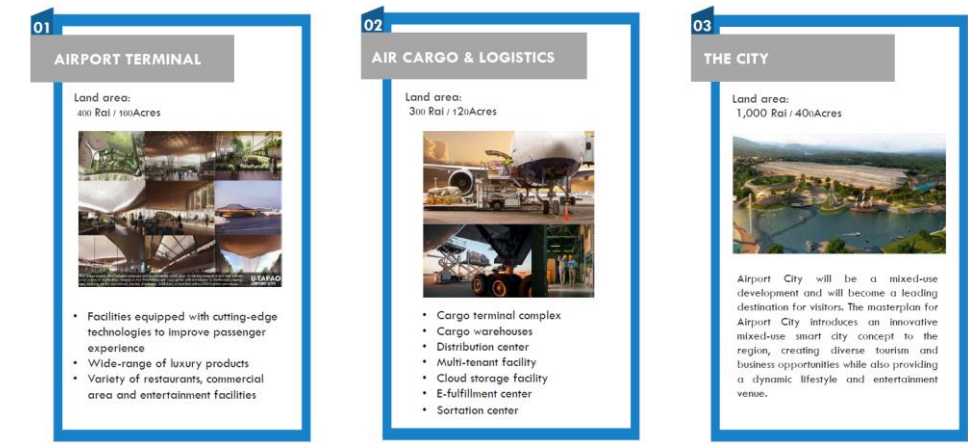 01
AIRPORT TERMINAL
Land area:
400 Rai / 160Acres
U-TAPAO
AIRPORT CITY
• Facilities equipped with cutting-edge
technologies to improve passenger
experience
• Wide-range of luxury products
• Variety of restaurants, commercial
area and entertainment facilities
02
AIR CARGO & LOGISTICS
Land area:
300 Rai / 120Acres
• Cargo terminal complex
• Cargo warehouses
• Distribution center
• Multi-tenant facility
• Cloud storage facility
• E-fulfillment center
• Sortation center
03
THE CITY
Land area:
1,000 Rai / 400Acres
Airport City will be a mixed-use
development and will become a leading
destination for visitors. The masterplan for
Airport City introduces an innovative
mixed-use smart city concept to the
region, creating diverse tourism and
business opportunities while also providing
a dynamic lifestyle and entertainment
venue.